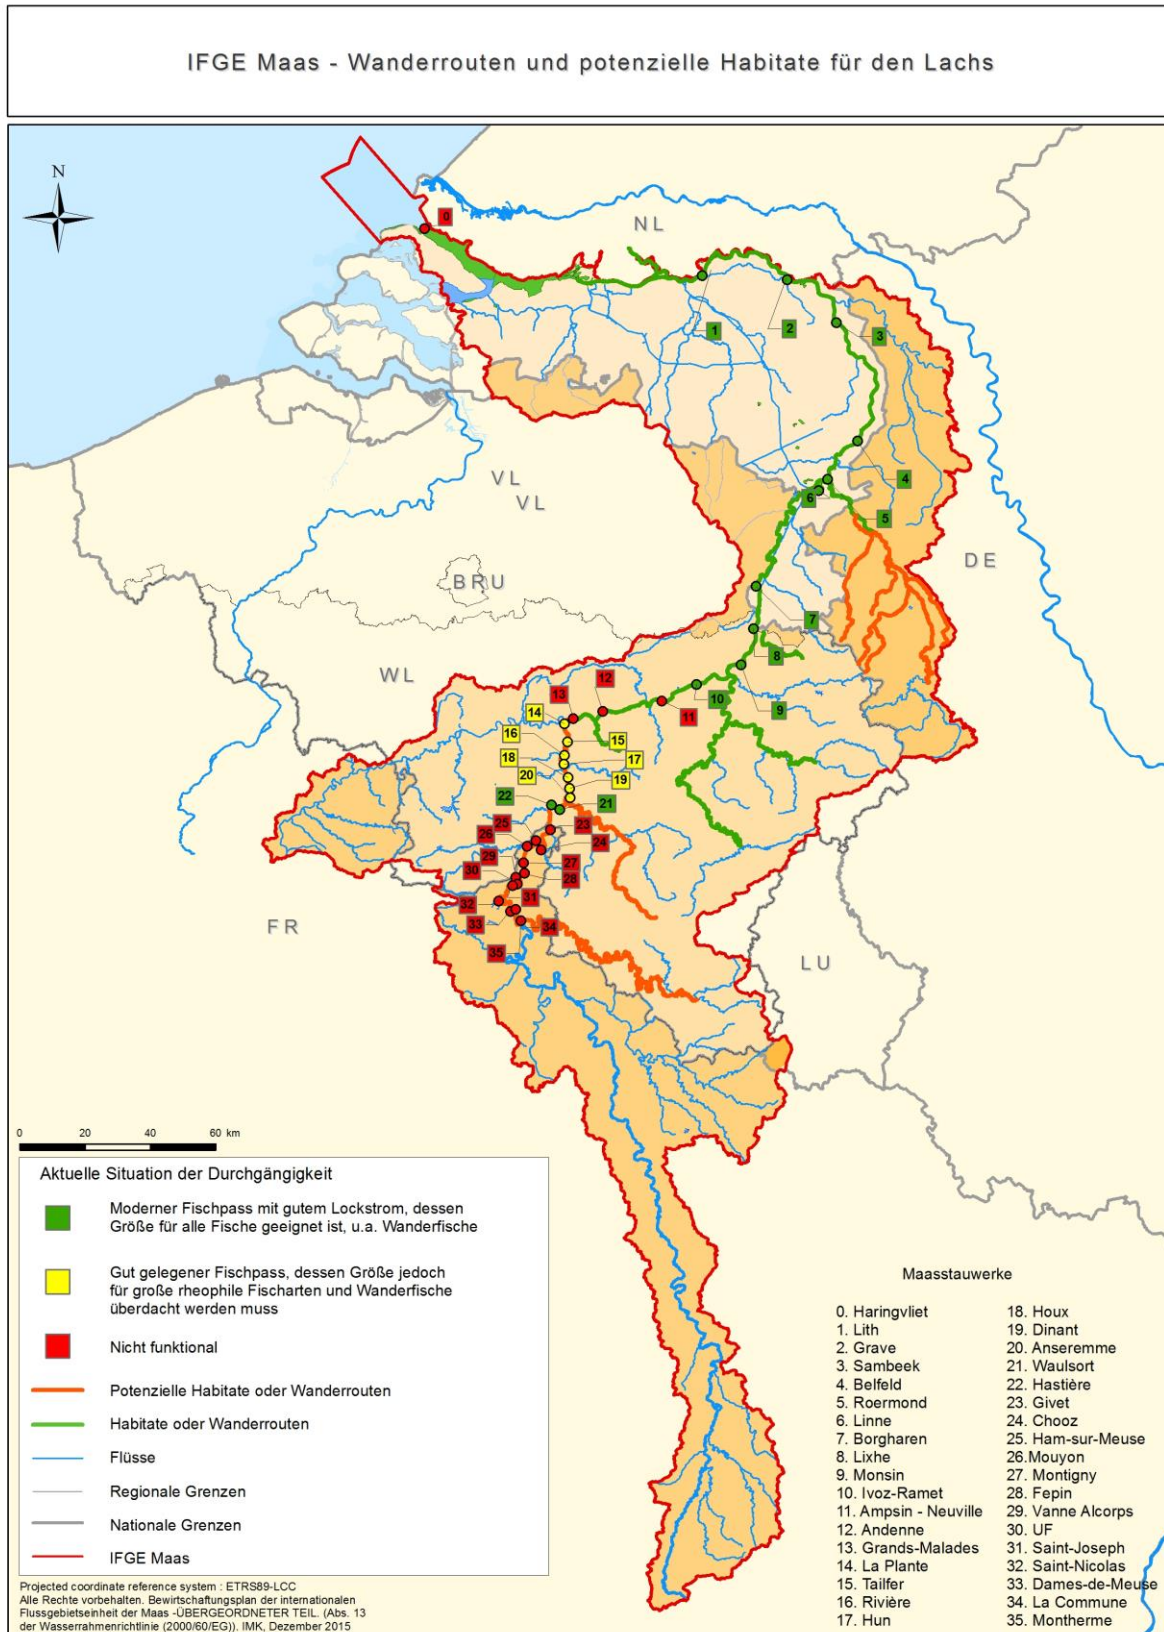 IFGE Maas - Wanderrouten und potenzielle Habitate für den Lachs
N
0
NL
1
2
3
4
6
5
VL
VL
DE
BRU
7
8
WL
9
10
12
13
11
14
16
15
18
17
20
19
22
21
25
23
26
24
29
27
30
28
31
32
33
34
35
FR
LU
0 20 40 60 km
Aktuelle Situation der Durchgängigkeit
Moderner Fischpass mit gutem Lockstrom, dessen
Größe für alle Fische geeignet ist, u.a. Wanderfische
Gut gelegener Fischpass, dessen Größe jedoch
für große rheophile Fischarten und Wanderfische
überdacht werden muss
Nicht funktional
Potenzielle Habitate oder Wanderrouten
Habitate oder Wanderrouten
Flüsse
Regionale Grenzen
Nationale Grenzen
IFGE Maas
Maasstauwerke
0. Haringvliet
1. Lith
2. Grave
3. Sambeek
4. Belfeld
5. Roermond
6. Linne
7. Borgharen
8. Lixhe
9. Monsin
10. Ivoz-Ramet
11. Ampsin - Neuville
12. Andenne
13. Grands-Malades
14. La Plante
15. Tailfer
16. Rivière
17. Hun
18. Houx
19. Dinant
20. Anseremme
21. Waulsort
22. Hastière
23. Givet
24. Chooz
25. Ham-sur-Meuse
26.Mouyon
27. Montigny
28. Fepin
29. Vanne Alcorps
30. UF
31. Saint-Joseph
32. Saint-Nicolas
33. Dames-de-Meuse
34. La Commune
35. Montherme
Projected coordinate reference system : ETRS89-LCC
Alle Rechte vorbehalten. Bewirtschaftungsplan der internationalen
Flussgebietseinheit der Maas -ÜBERGEORDNETER TEIL. (Abs. 13
der Wasserrahmenrichtlinie (2000/60/EG)). IMK, Dezember 2015